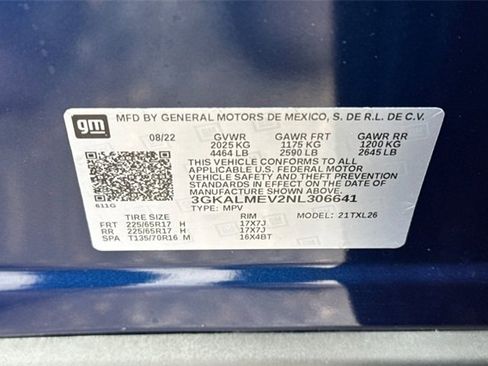 gm
MFD BY GENERAL MOTORS DE MEXICO, S. DE R.L. DE C.V.
08/22 GVWR GAWR FRT GAWR RR
2025 KG 1175 KG 1200 KG
4464 LB 2590 LB 2645 LB
THIS VEHICLE CONFORMS TO ALL
APPLICABLE U.S. FEDERAL MOTOR
VEHICLE SAFETY AND THEFT PREVENTION
STANDARDS IN EFFECT ON THE DATE OF
MANUFACTURE SHOWN ABOVE.
3GKALMEV2NL306641
611G TYPE: MPV MODEL: 21TXL26
TIRE SIZE RIM
FRT 225/65R17 H 17X7J
RR 225/65R17 H 17X7J
SPA T135/70R16 M 16X4BT